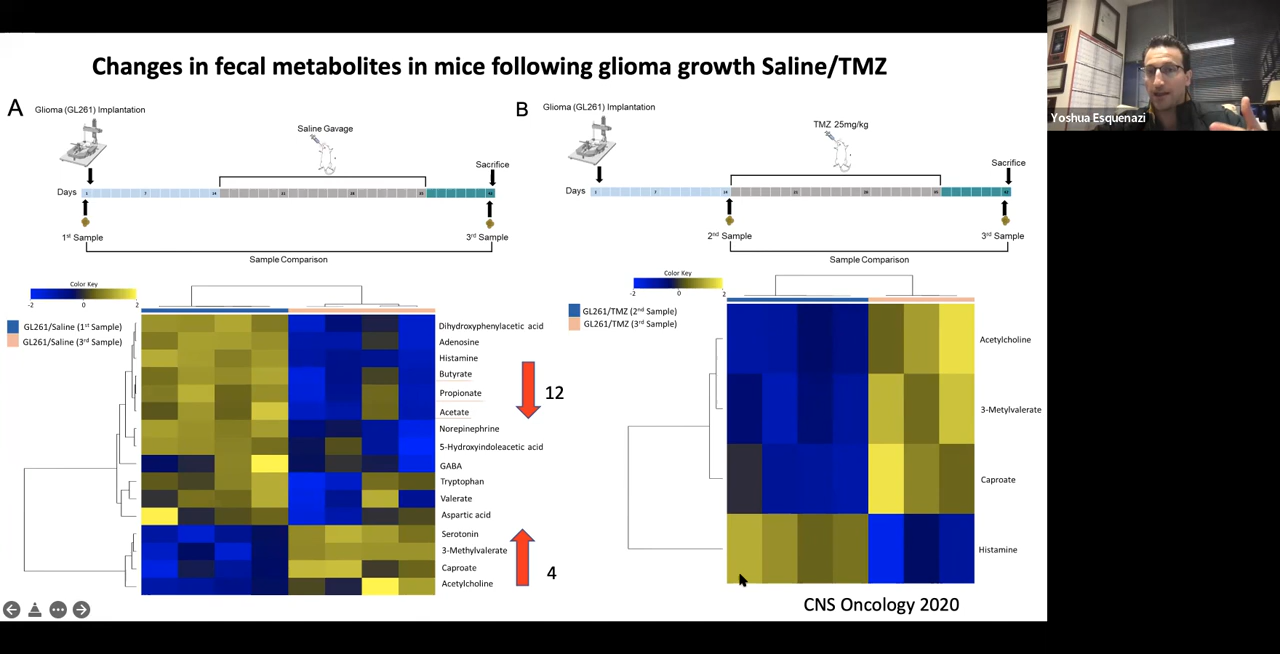 Changes in fecal metabolites in mice following glioma growth Saline/TMZ
A
Glioma (GL261) Implantation
Saline Gavage
Sacrifice
Days
1st Sample
3rd Sample
Sample Comparison
Color Key
-2
0
2
GL261/Saline (1st Sample)
GL261/Saline (3rd Sample)
Dihydroxyphenylacetic acid
Adenosine
Histamine
Butyrate
Propionate
Acetate
Norepinephrine
5-Hydroxyindoleacetic acid
GABA
Tryptophan
Valerate
Aspartic acid
Serotonin
3-Methylvalerate
Caproate
Acetylcholine
12
4
B
Glioma (GL261) Implantation
TMZ 25mg/kg
Sacrifice
Days
2nd Sample
3rd Sample
Sample Comparison
Color Key
-2
0
2
GL261/TMZ (2nd Sample)
GL261/TMZ (3rd Sample)
Acetylcholine
3-Metylvalerate
Caproate
Histamine
CNS Oncology 2020
Yoshua Esquenazi